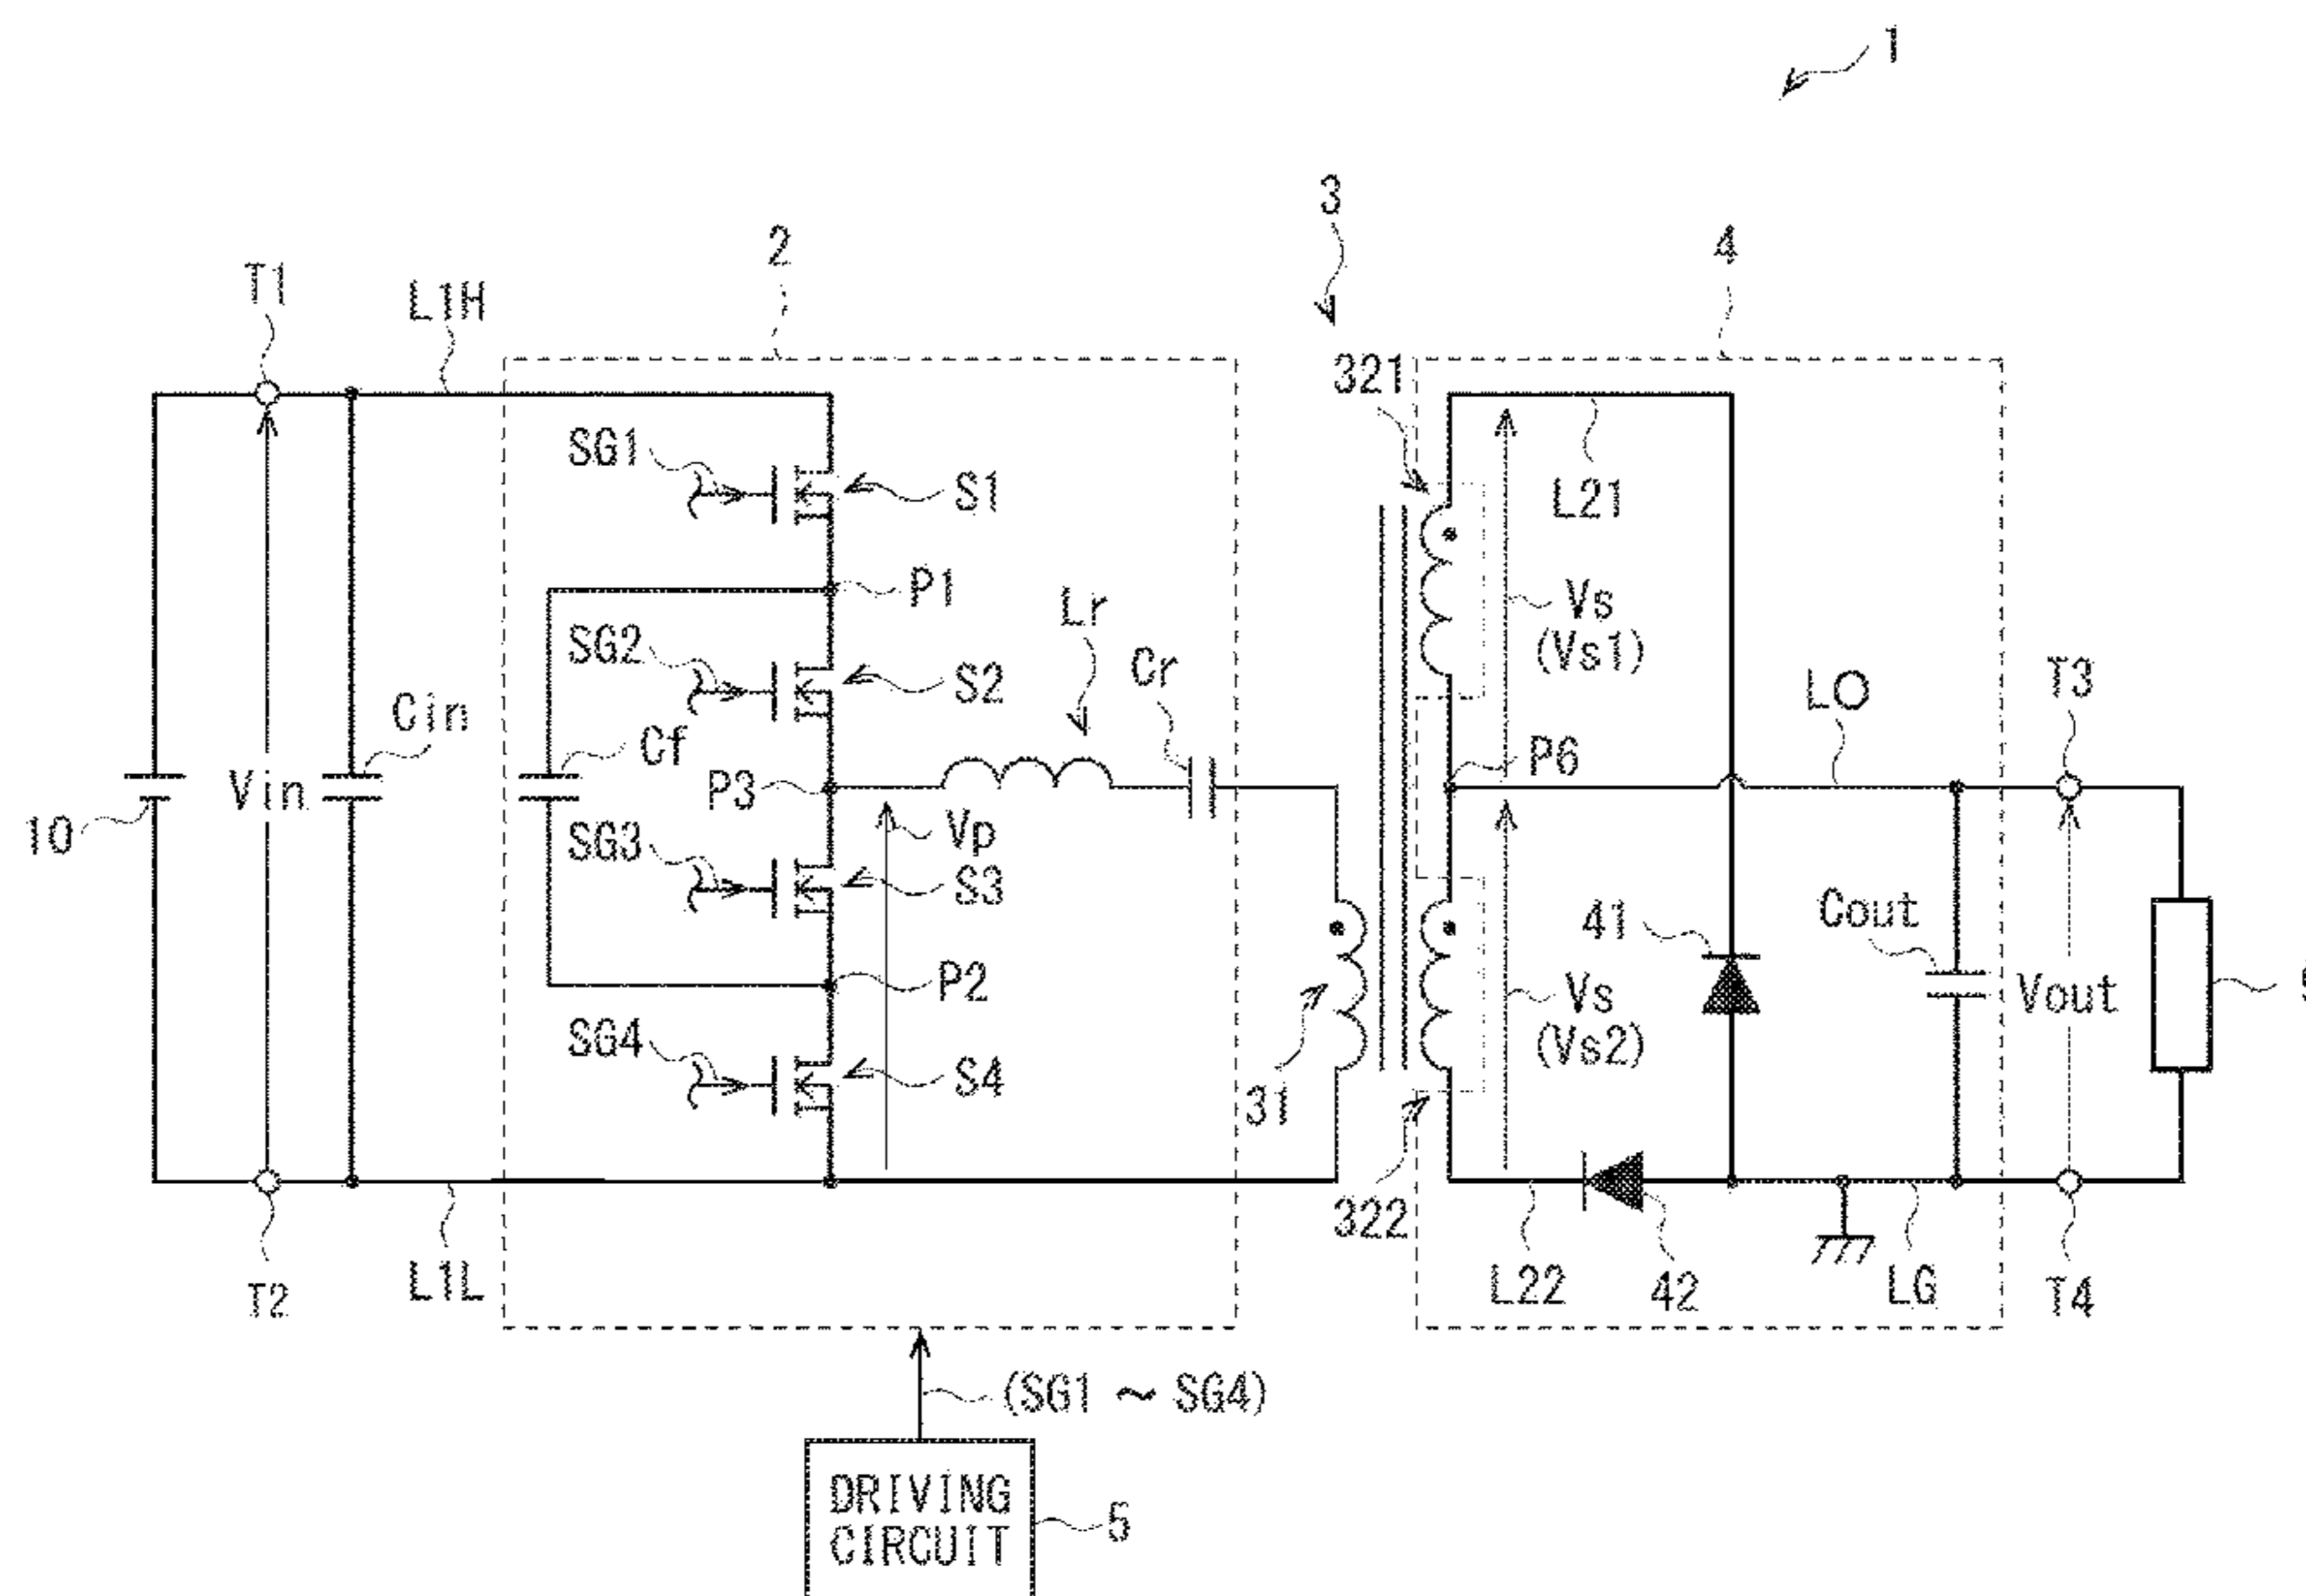 1
3
2
4
T1
L1H
321
SG1
S1
L21
P1
Lr
Vs
(Vs1)
SG2
S2
Cr
T3
Cin
Cf
LO
P6
Vin
P3
10
Vp
SG3
S3
41
Cout
P2
Vs
(Vs2)
Vout
SG4
S4
31
322
T2
L1L
L22
42
LG
T4
(SG1 ~ SG4)
DRIVING
CIRCUIT
5